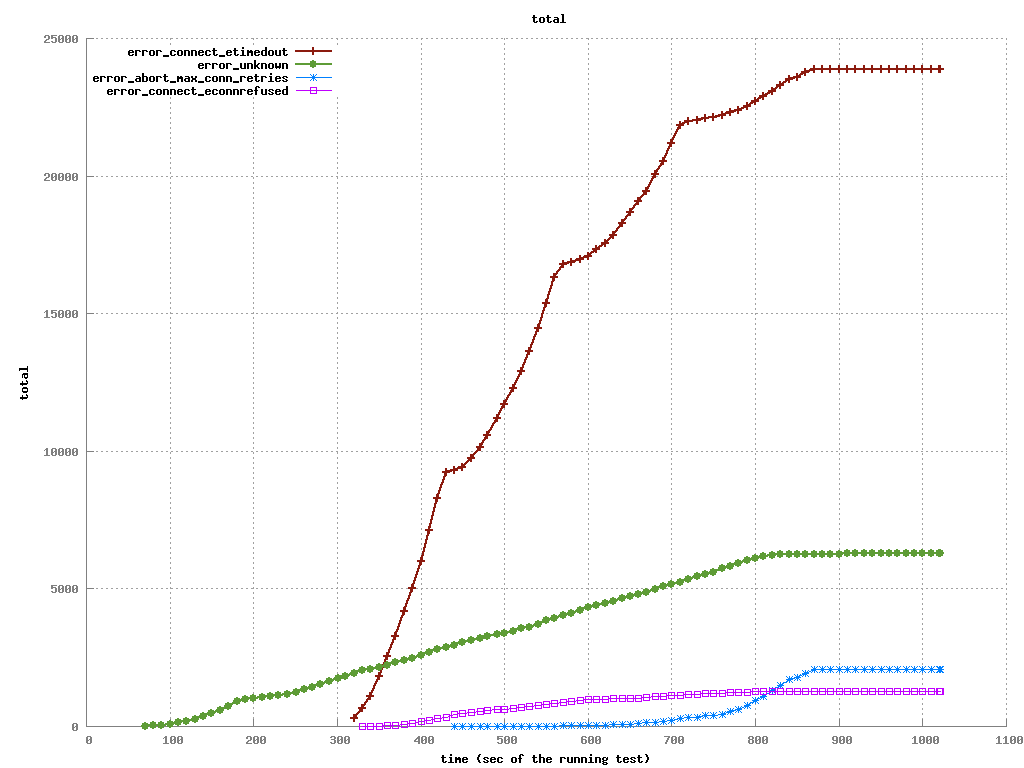 total
25000
20000
15000
10000
5000
0
total
error_connect_etimedout
error_unknown
error_abort_max_conn_retries
error_connect_econnrefused
0 100 200 300 400 500 600 700 800 900 1000 1100
time (sec of the running test)